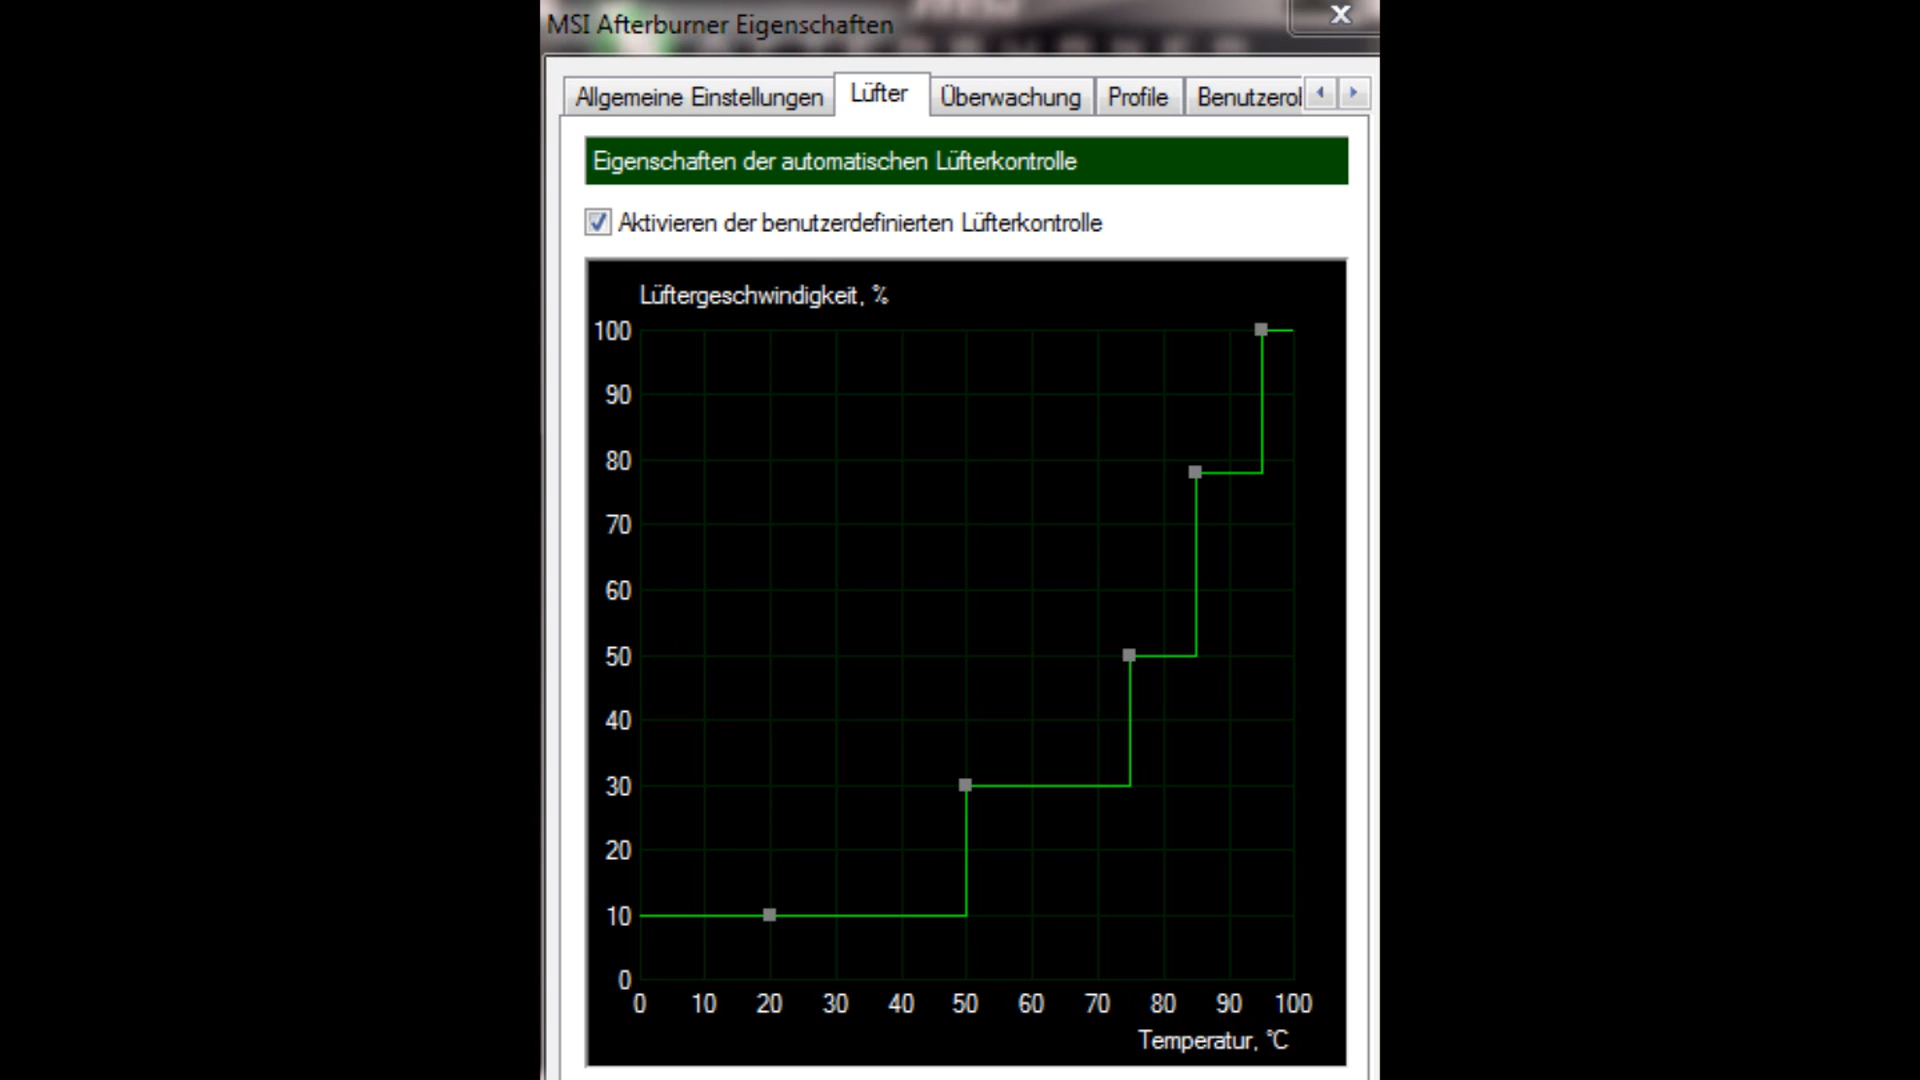 MSI Afterburner Eigenschaften
Allgemeine Einstellungen Lüfter Überwachung Profile Benutzerol
Eigenschaften der automatischen Lüfterkontrolle
Aktivieren der benutzerdefinierten Lüfterkontrolle
Lüftergeschwindigkeit, %
100
90
80
70
60
50
40
30
20
10
0
0 10 20 30 40 50 60 70 80 90 100
Temperatur, °C